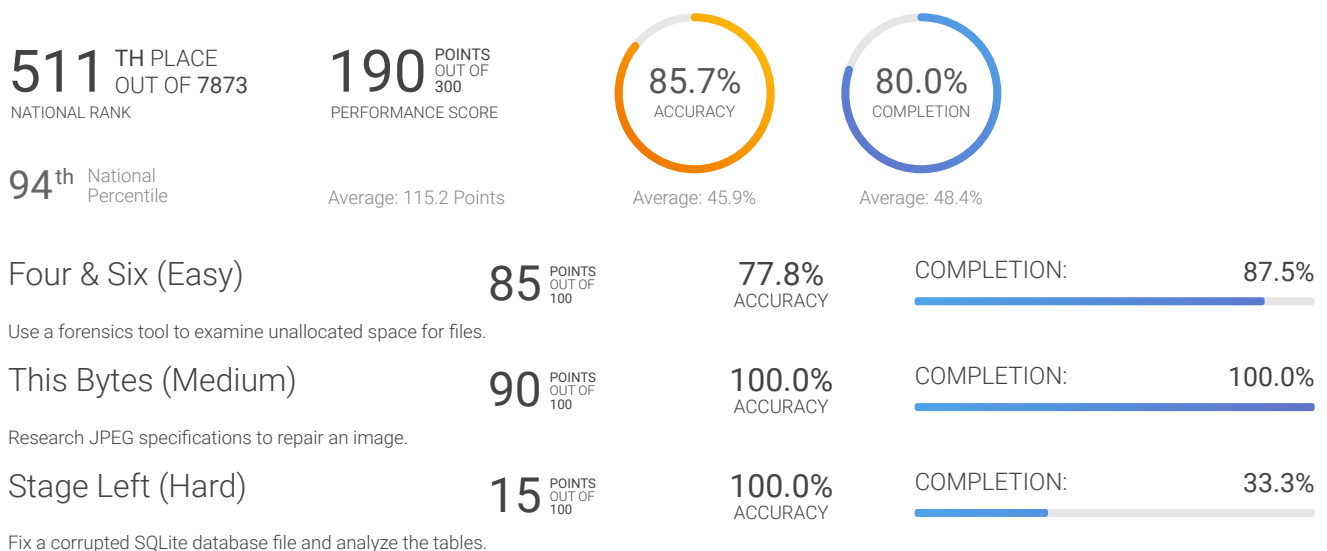 511 TH PLACE
OUT OF 7873
NATIONAL RANK
190 POINTS
OUT OF
300
PERFORMANCE SCORE
85.7%
ACCURACY
80.0%
COMPLETION
94th National
Percentile
Average: 115.2 Points
Average: 45.9%
Average: 48.4%
Four & Six (Easy)
85 POINTS
OUT OF
100
77.8%
ACCURACY
COMPLETION: 87.5%
Use a forensics tool to examine unallocated space for files.
This Bytes (Medium)
90 POINTS
OUT OF
100
100.0%
ACCURACY
COMPLETION: 100.0%
Research JPEG specifications to repair an image.
Stage Left (Hard)
15 POINTS
OUT OF
100
100.0%
ACCURACY
COMPLETION: 33.3%
Fix a corrupted SQLite database file and analyze the tables.